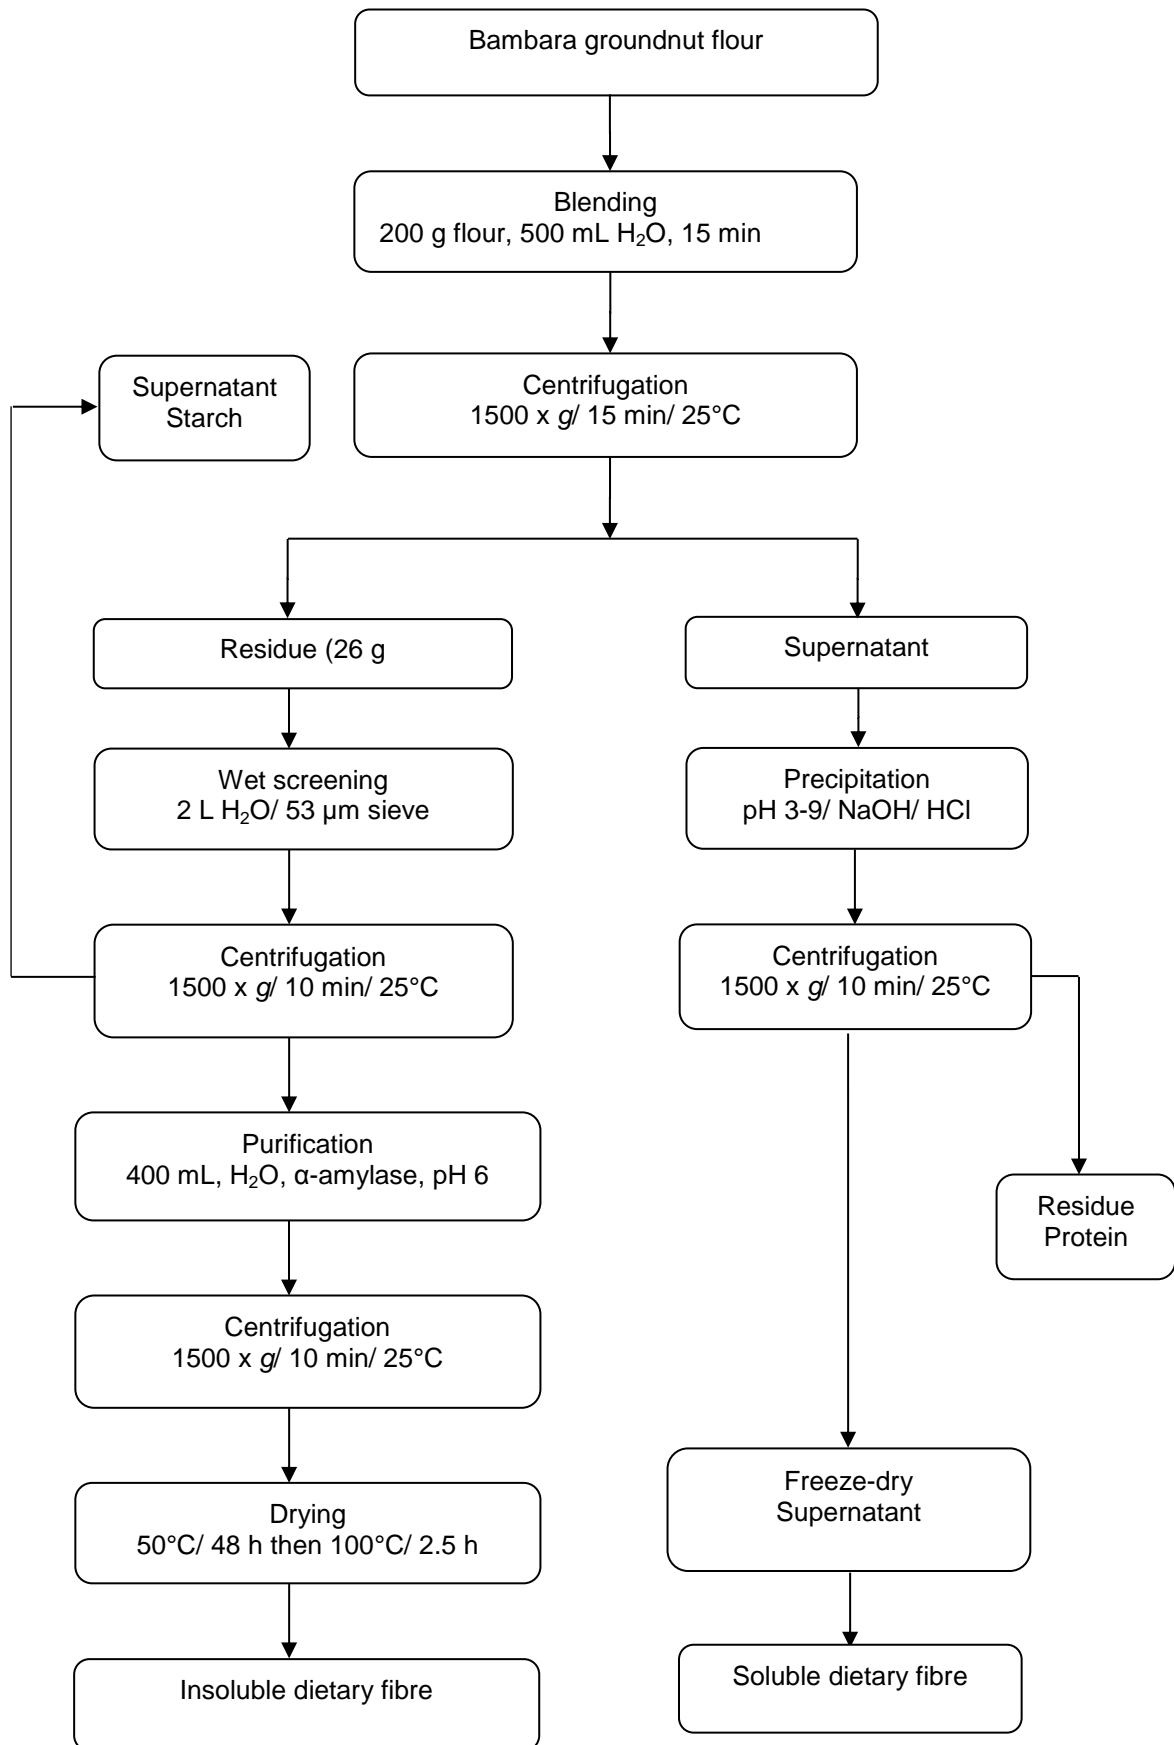 Bambara groundnut flour
Blending
200 g flour, 500 mL H₂O, 15 min
Centrifugation
1500 x g/ 15 min/ 25°C
Supernatant
Starch
Residue (26 g
Supernatant
Wet screening
2 L H₂O/ 53 µm sieve
Precipitation
pH 3-9/ NaOH/ HCl
Centrifugation
1500 x g/ 10 min/ 25°C
Centrifugation
1500 x g/ 10 min/ 25°C
Purification
400 mL, H₂O, α-amylase, pH 6
Residue
Protein
Centrifugation
1500 x g/ 10 min/ 25°C
Drying
50°C/ 48 h then 100°C/ 2.5 h
Freeze-dry
Supernatant
Insoluble dietary fibre
Soluble dietary fibre